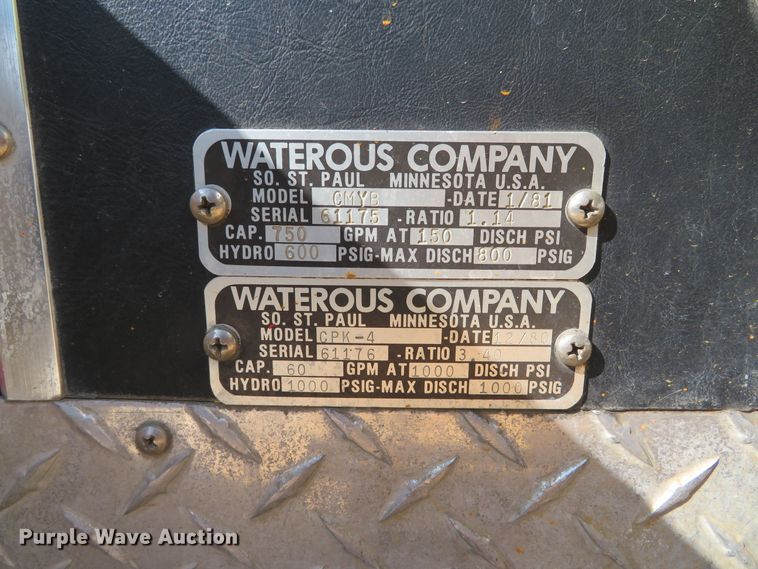 WATEROUS COMPANY
SO. ST. PAUL MINNESOTA U.S.A.
MODEL CMYB -DATE 1/81
SERIAL 61175 -RATIO 1.14
CAP. 750 GPM AT 150 DISCH PSI
HYDRO 600 PSIG-MAX DISCH 800 PSIG
WATEROUS COMPANY
SO. ST. PAUL MINNESOTA U.S.A.
MODEL CPK-4 -DATE 12/80
SERIAL 61176 -RATIO 3.40
CAP. 60 GPM AT 1000 DISCH PSI
HYDRO 1000 PSIG-MAX DISCH 1000 PSIG
Purple Wave Auction